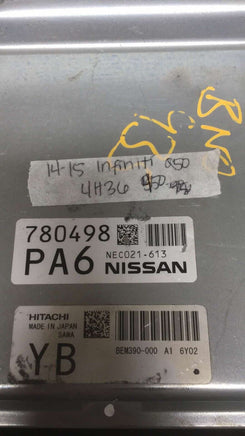 BNO
14-15 Infiniti Q50
4H36
780498
PA6 NEC021-613
NISSAN
HITACHI
MADE IN JAPAN
SAWA
YB BEM390-000 A1 6Y02